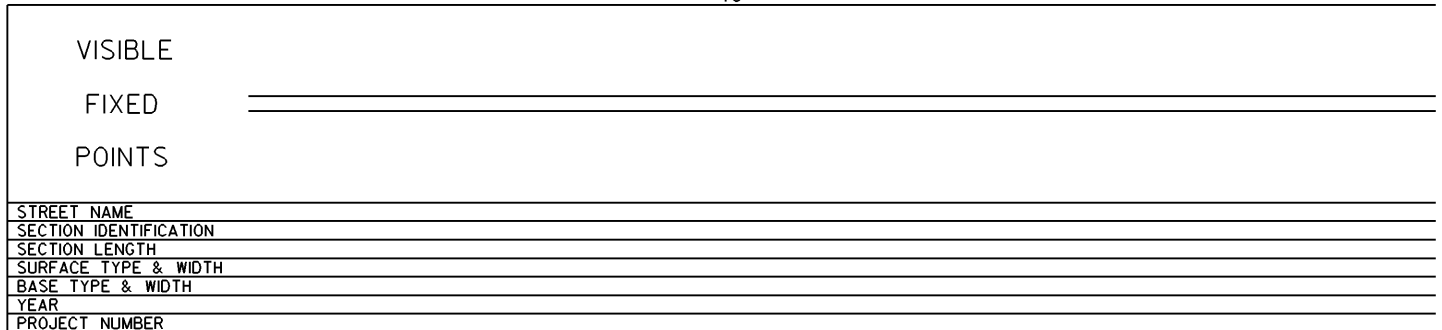 VISIBLE
FIXED
POINTS
STREET NAME
SECTION IDENTIFICATION
SECTION LENGTH
SURFACE TYPE & WIDTH
BASE TYPE & WIDTH
YEAR
PROJECT NUMBER